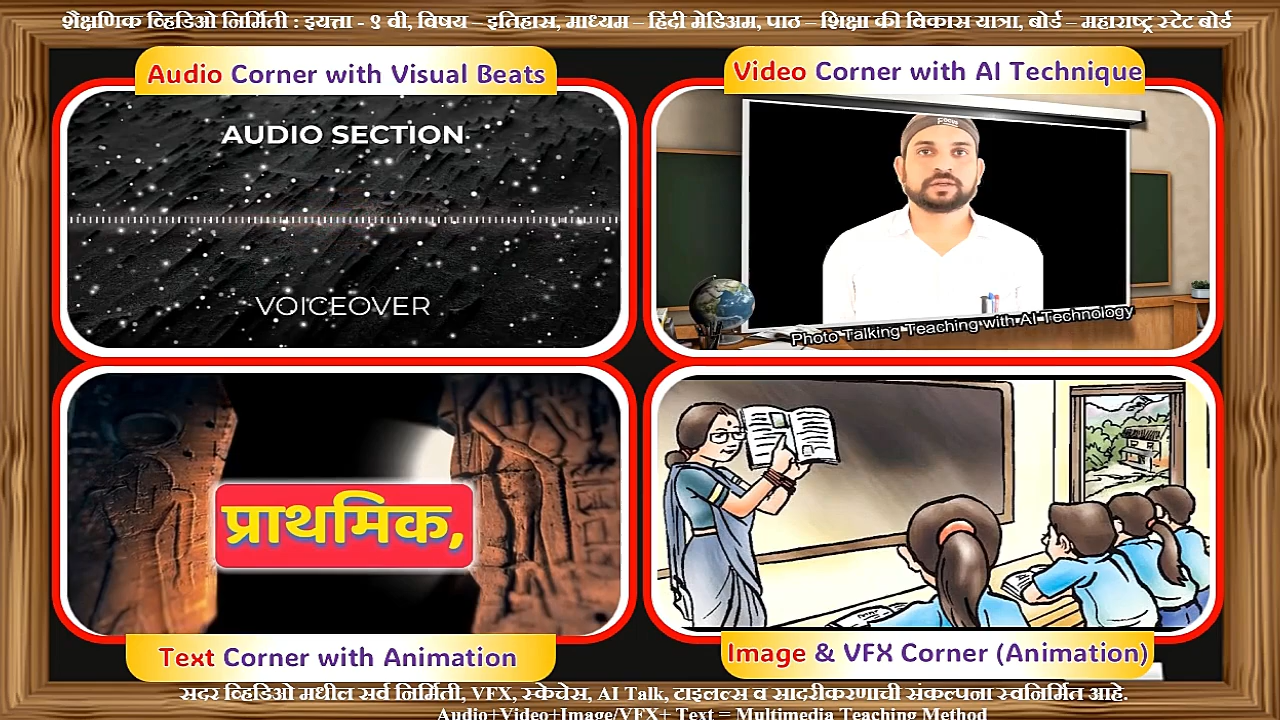 शैक्षणिक व्हिडिओ निर्मिती : इयत्ता - ९ वी, विषय – इतिहास, माध्यम – हिंदी मेडिअम, पाठ – शिक्षा की विकास यात्रा, बोर्ड – महाराष्ट्र स्टेट बोर्ड
Audio Corner with Visual Beats
Video Corner with AI Technique
AUDIO SECTION
VOICEOVER
Focus
Photo Talking Teaching with AI Technology
प्राथमिक,
Text Corner with Animation
Image & VFX Corner (Animation)
सदर व्हिडिओ मधील सर्व निर्मिती, VFX, स्केचेस, AI Talk, टाइलल्स व सादरीकरणाची संकल्पना स्वनिर्मित आहे.
Audio+Video+Image/VFX+ Text = Multimedia Teaching Method